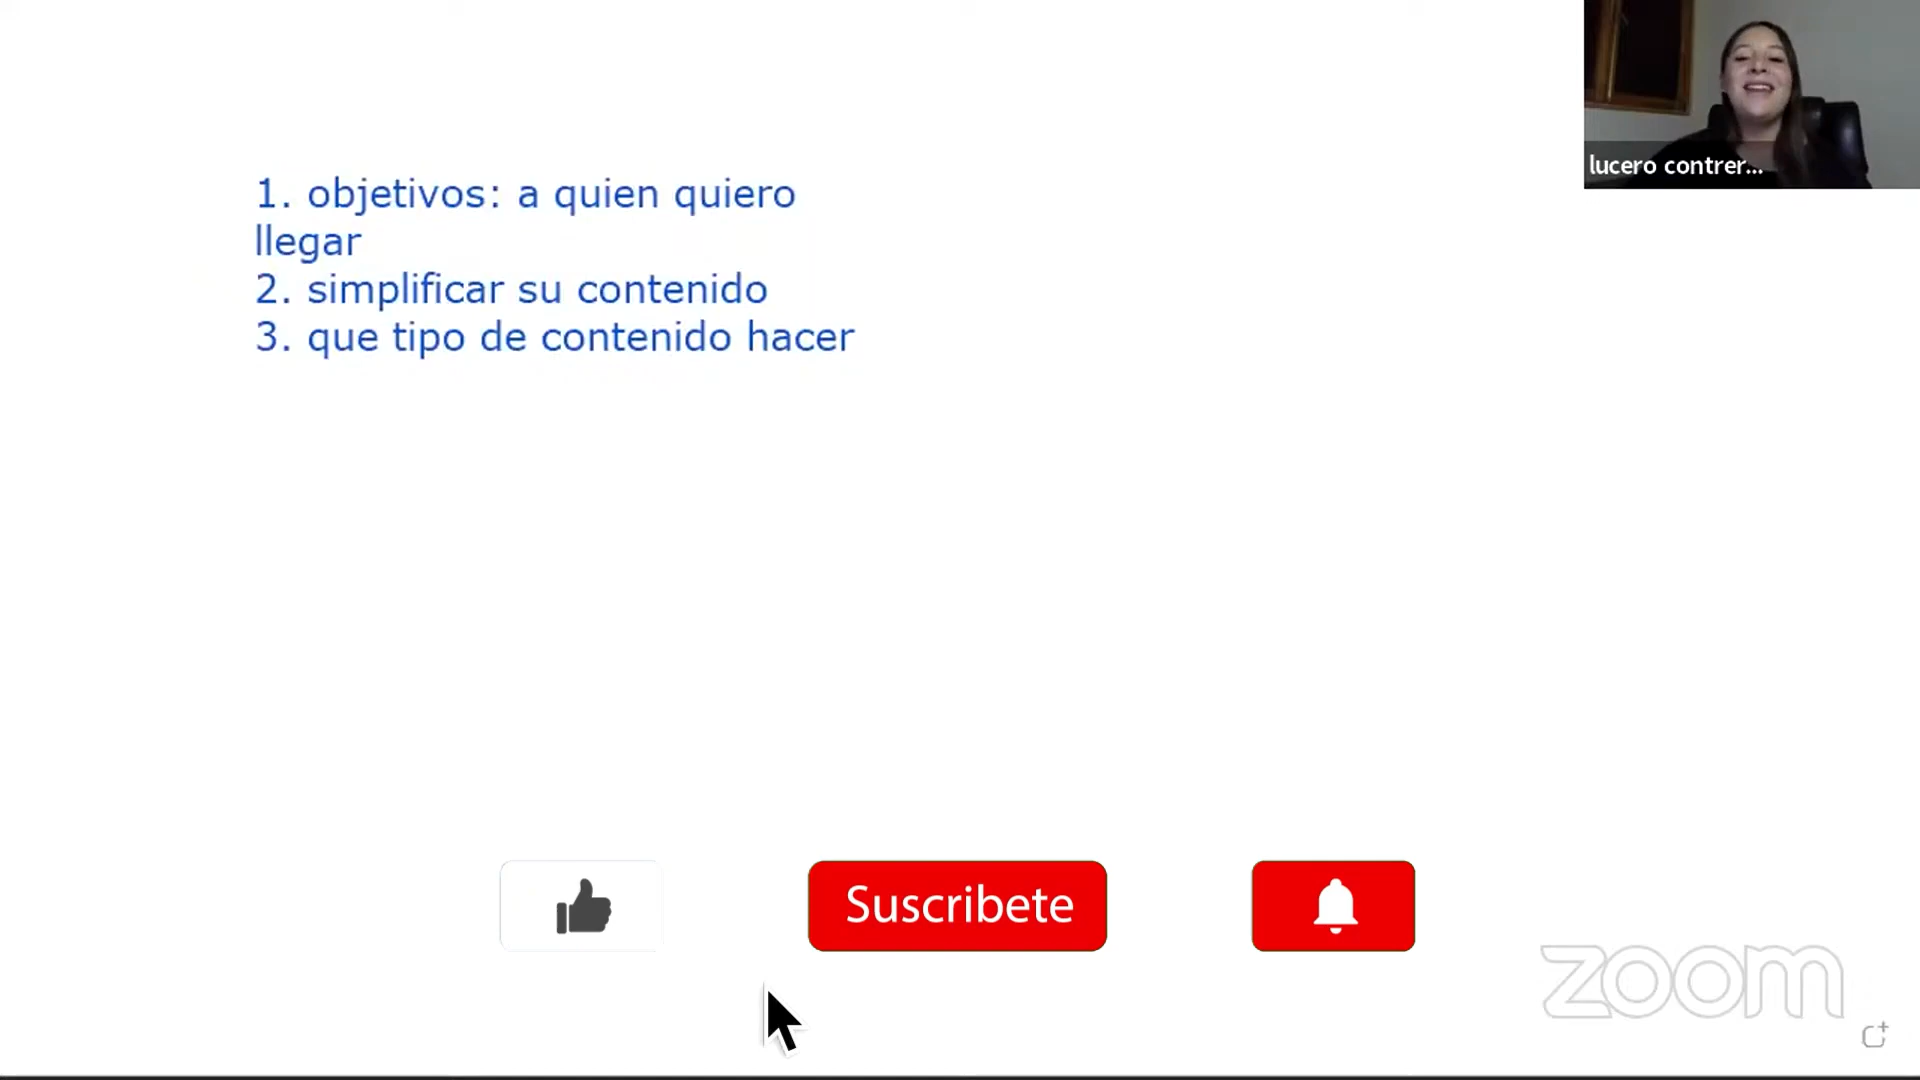 1. objetivos: a quien quiero
llegar
2. simplificar su contenido
3. que tipo de contenido hacer
lucero contrer...
Suscribete
zoom